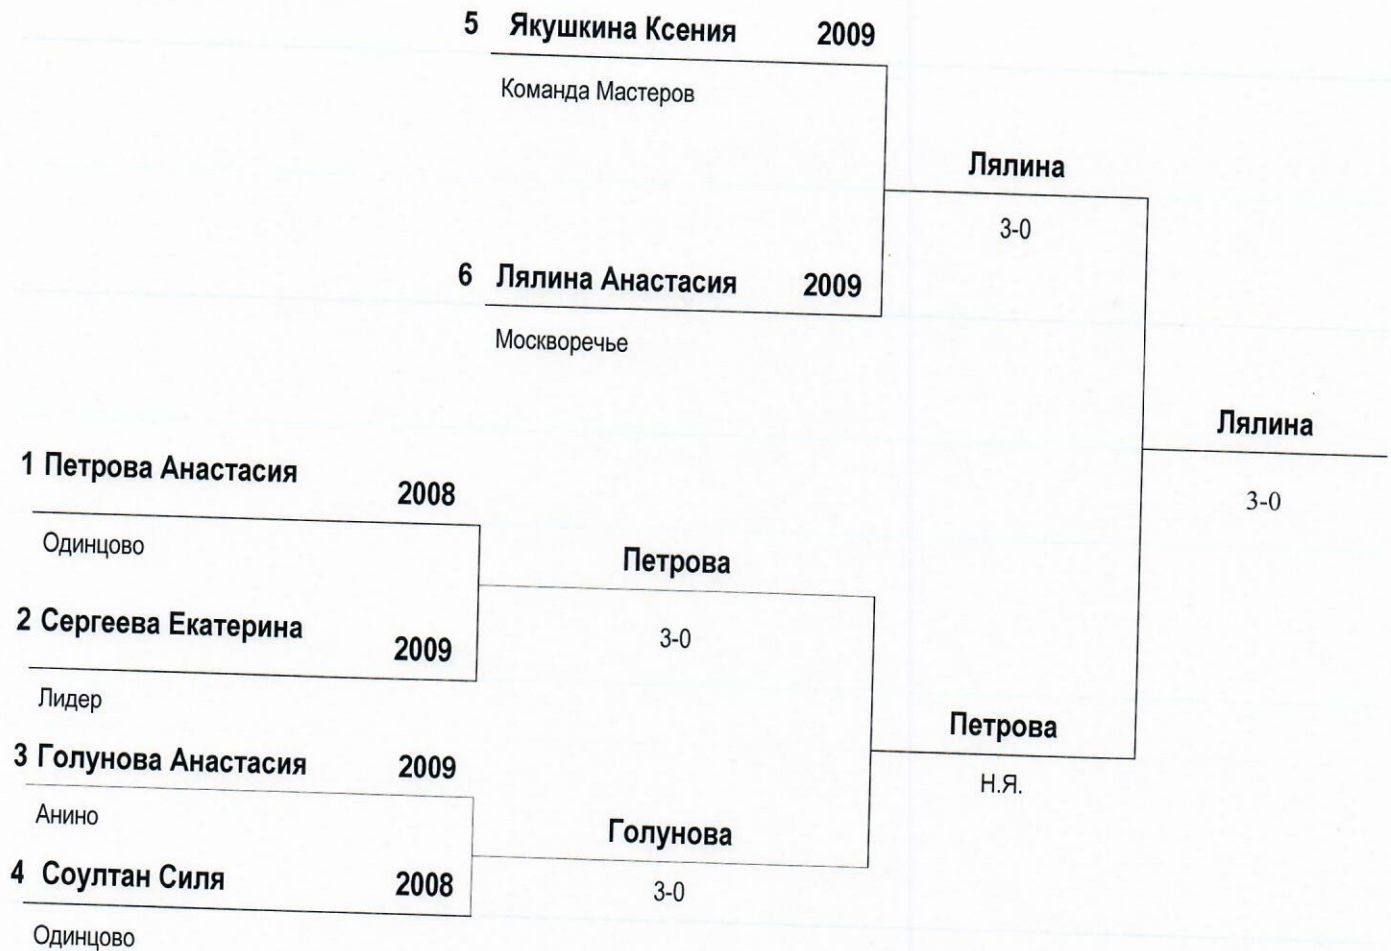 5 Якушкина Ксения 2009
Команда Мастеров
Лялина
3-0
6 Лялина Анастасия 2009
Москворечье
Лялина
3-0
1 Петрова Анастасия 2008
Одинцово
Петрова
3-0
2 Сергеева Екатерина 2009
Лидер
Петрова
Н.Я.
3 Голунова Анастасия 2009
Анино
Голунова
3-0
4 Соултан Силя 2008
Одинцово